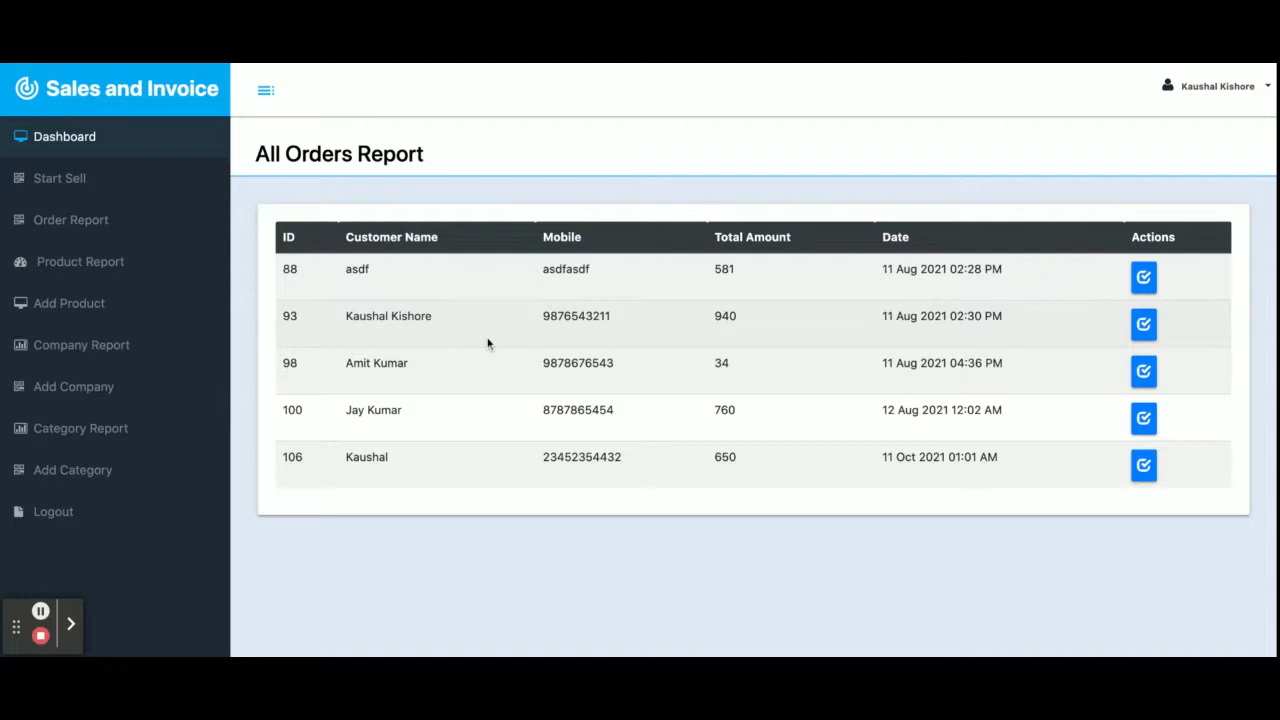 Sales and Invoice
Kaushal Kishore
Dashboard
Start Sell
Order Report
Product Report
Add Product
Company Report
Add Company
Category Report
Add Category
Logout
All Orders Report
ID Customer Name Mobile Total Amount Date Actions
88 asdf asdfasdf 581 11 Aug 2021 02:28 PM
93 Kaushal Kishore 9876543211 940 11 Aug 2021 02:30 PM
98 Amit Kumar 9878676543 34 11 Aug 2021 04:36 PM
100 Jay Kumar 8787865454 760 12 Aug 2021 12:02 AM
106 Kaushal 23452354432 650 11 Oct 2021 01:01 AM